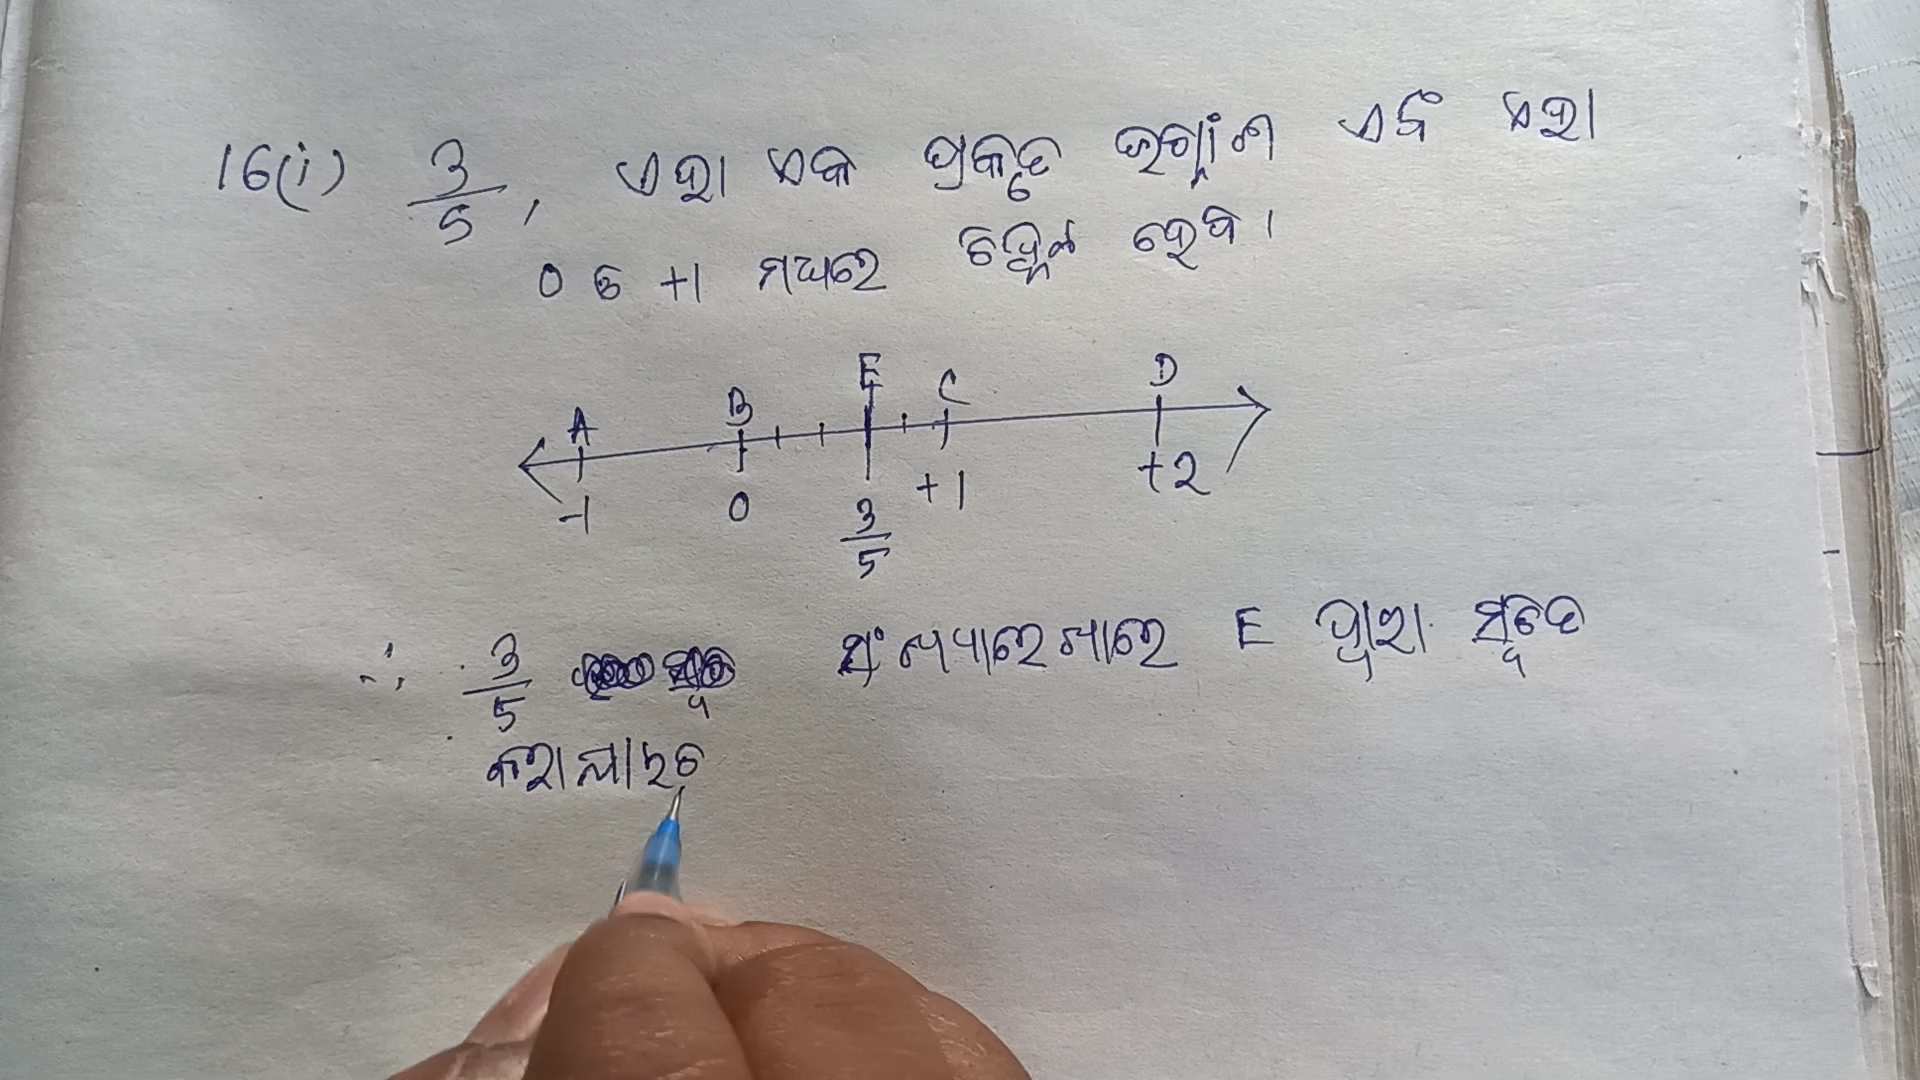 16(i) 3/5, ଏହା ଏକ ପ୍ରକୃତ ଭଗ୍ନାଂଶ ଏବଂ ଏହା
0 ଓ +1 ମଧ୍ୟରେ ଚିହ୍ନିତ ହେବ ।
A B E C D
-1 0 3/5 +1 +2
∴ 3/5 ସଂଖ୍ୟାରେଖାରେ E ଦ୍ୱାରା ସୂଚିତ
କରାଯାଇଚ